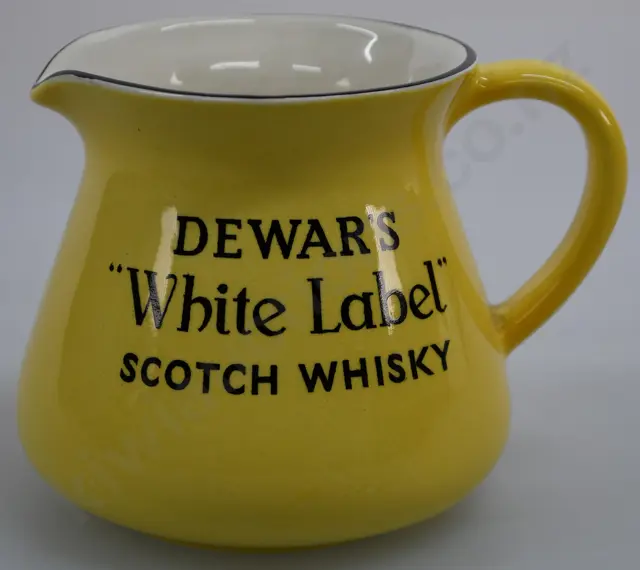 DEWAR'S
"White Label"
SCOTCH WHISKY